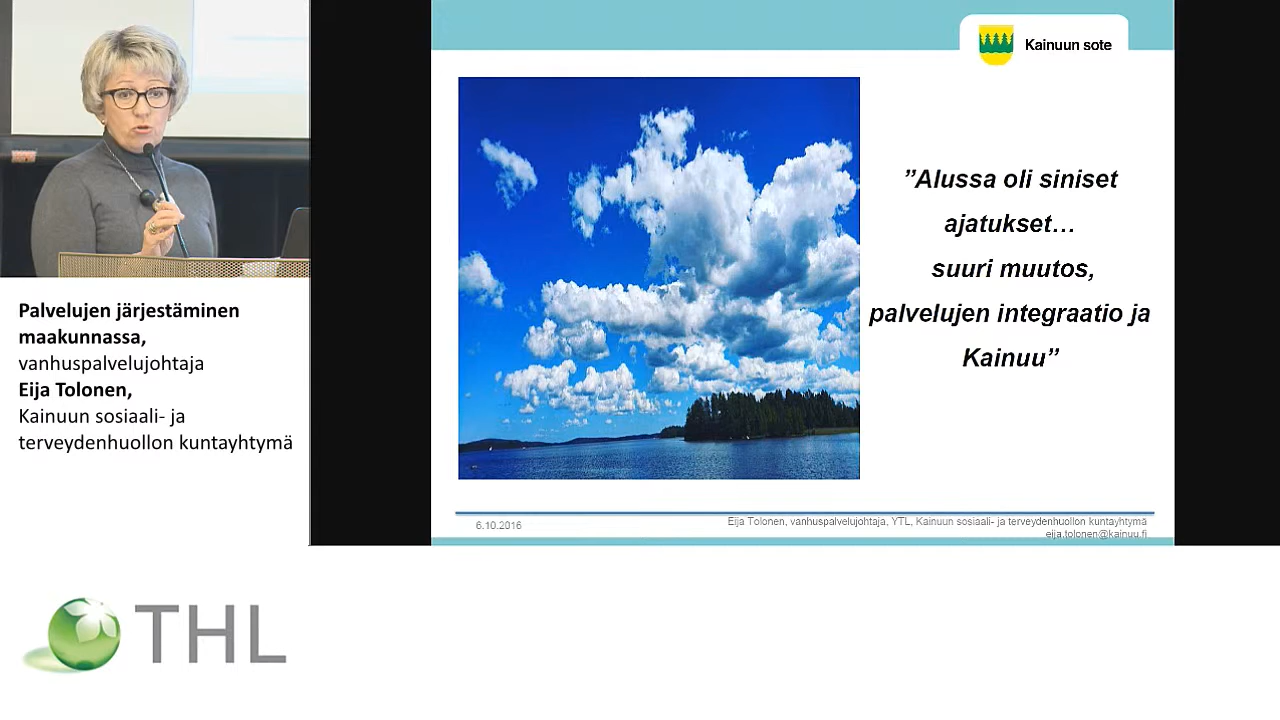 Palvelujen järjestäminen
maakunnassa,
vanhuspalvelujohtaja
Eija Tolonen,
Kainuun sosiaali- ja
terveydenhuollon kuntayhtymä
THL
Kainuun sote
”Alussa oli siniset
ajatukset…
suuri muutos,
palvelujen integraatio ja
Kainuu”
6.10.2016
Eija Tolonen, vanhuspalvelujohtaja, YTL, Kainuun sosiaali- ja terveydenhuollon kuntayhtymä
eija.tolonen@kainuu.fi